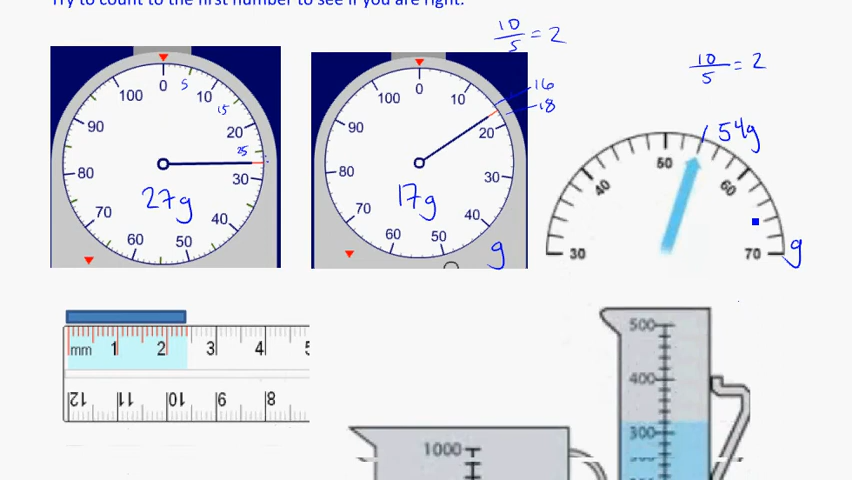 Try to count to the first number to see if you are right.
10/5 = 2
10/5 = 2
0 5 10 15 20 25 30 40 50 60 70 80 90 100
27g
0 10 16 18 20 30 40 50 60 70 80 90 100
17g
g
30 40 50 60 70
54g
g
mm 1 2 3 4 5
12 11 10 9 8
500
400
300
1000